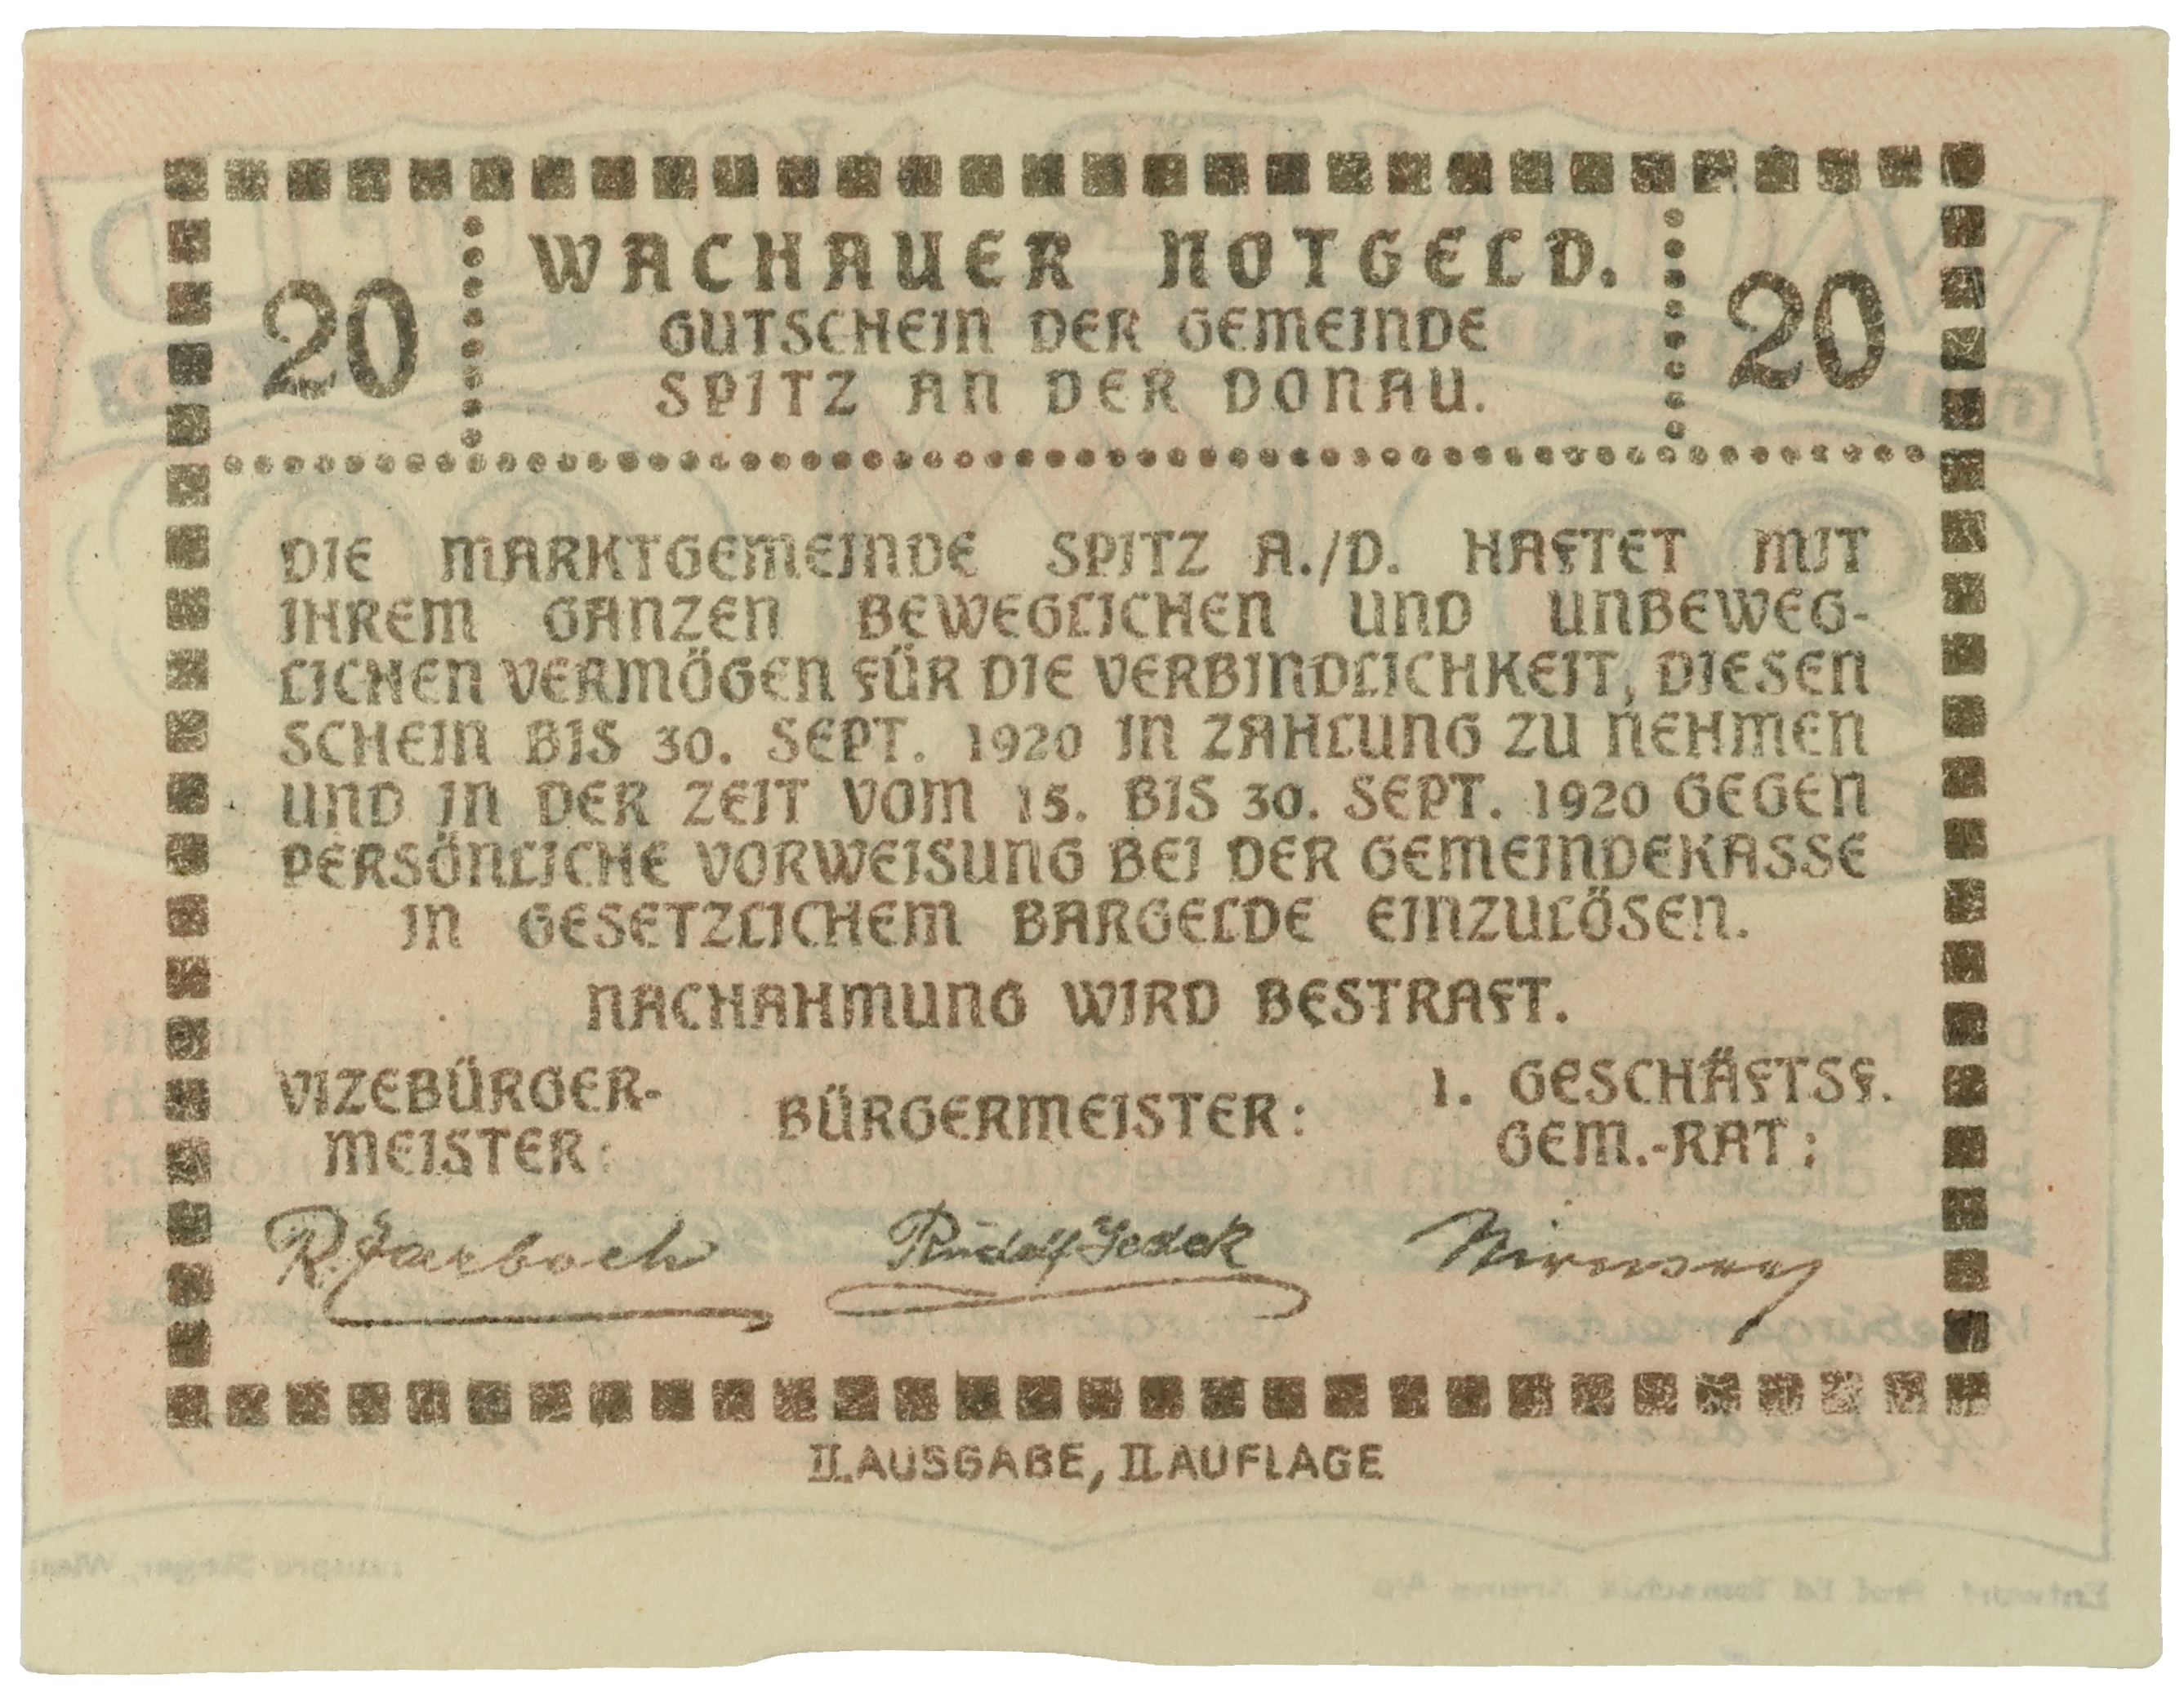 20 WACHAUER NOTGELD. 20
GUTSCHEIN DER GEMEINDE
SPITZ AN DER DONAU.
DIE MARKTGEMEINDE SPITZ A./D. HAFTET MIT
IHREM GANZEN BEWEGLICHEN UND UNBEWEG-
LICHEN VERMÖGEN FÜR DIE VERBINDLICHKEIT, DIESEN
SCHEIN BIS 30. SEPT. 1920 IN ZAHLUNG ZU NEHMEN
UND IN DER ZEIT VOM 15. BIS 30. SEPT. 1920 GEGEN
PERSÖNLICHE VORWEISUNG BEI DER GEMEINDEKASSE
IN GESETZLICHEM BARGELDE EINZULÖSEN.
NACHAHMUNG WIRD BESTRAFT.
VIZEBÜRGER-
MEISTER:
BÜRGERMEISTER:
1. GESCHÄFTSF.
GEM.-RAT:
Rudolf
II. AUSGABE, II. AUFLAGE